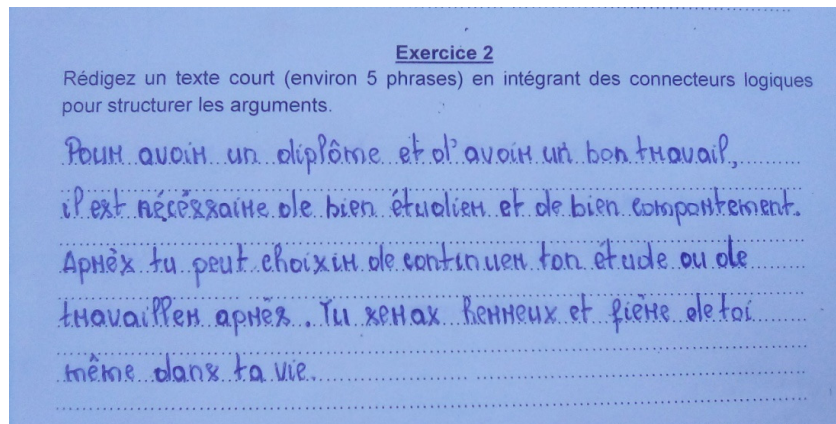 Exercice 2
Rédigez un texte court (environ 5 phrases) en intégrant des connecteurs logiques
pour structurer les arguments.
Pour avoir un diplôme et d'avoir un bon travail,
il est nécéssaire de bien étudier et de bien comportement.
Après tu peut choisir de continuer ton étude ou de
travailler après. Tu seras herreux et fière de toi
même dans ta vie.